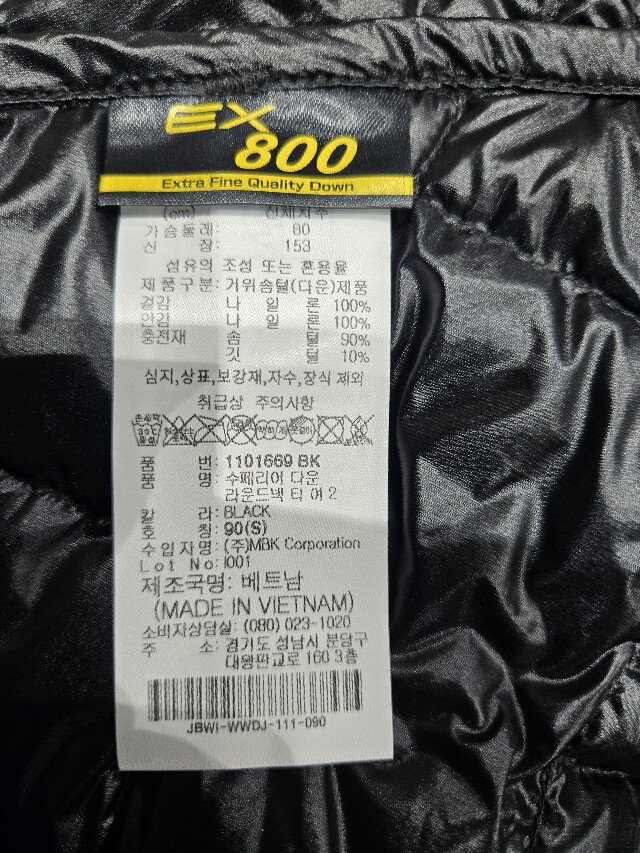 EX
800
Extra Fine Quality Down
(cm) 신체치수
가슴둘레: 80
신 장: 153
섬유의 조성 또는 혼용율
제품구분: 거위솜털(다운)제품
겉감 나 일 론 100%
안감 나 일 론 100%
충전재 솜 털 90%
깃 털 10%
심지,상표,보강재,자수,장식 제외
취급상 주의사항
품 번: 1101669 BK
품 명: 수페리어 다운
라운드넥 티 여 2
칼 라: BLACK
호 칭: 90(S)
수입자명: (주)MBK Corporation
Lot No: I001
제조국명: 베트남
(MADE IN VIETNAM)
소비자상담실: (080) 023-1020
주 소: 경기도 성남시 분당구
대왕판교로 160 3층
JBWI-WWDJ-111-090